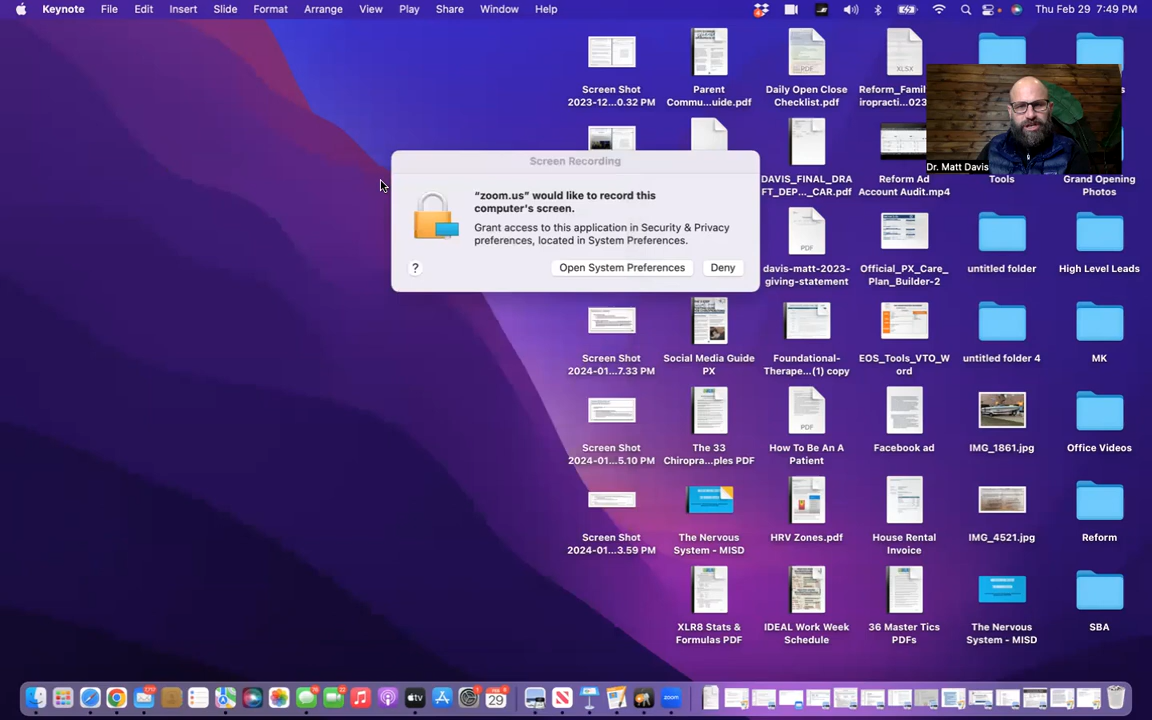 Keynote File Edit Insert Slide Format Arrange View Play Share Window Help
Thu Feb 29 7:49 PM
Screen Shot
2023-12...0.32 PM
Parent
Commu...uide.pdf
Daily Open Close
Checklist.pdf
XLSX
Dr. Matt Davis
DAVIS_FINAL_DRA
FT_DEP..._CAR.pdf
Reform Ad
Account Audit.mp4
Tools
Grand Opening
Photos
Screen Recording
“zoom.us” would like to record this
computer's screen.
Grant access to this application in Security & Privacy
preferences, located in System Preferences.
?
Open System Preferences
Deny
PDF
davis-matt-2023-
giving-statement
Official_PX_Care_
Plan_Builder-2
untitled folder
High Level Leads
Screen Shot
2024-01...7.33 PM
Social Media Guide
PX
Foundational-
Therape...(1) copy
EOS_Tools_VTO_W
ord
untitled folder 4
MK
Screen Shot
2024-01...5.10 PM
The 33
Chiropra...ples PDF
PDF
How To Be An A
Patient
Facebook ad
IMG_1861.jpg
Office Videos
Screen Shot
2024-01...3.59 PM
The Nervous
System - MISD
HRV Zones.pdf
House Rental
Invoice
IMG_4521.jpg
Reform
XLR8 Stats &
Formulas PDF
IDEAL Work Week
Schedule
36 Master Tics
PDFs
The Nervous
System - MISD
SBA
zoom